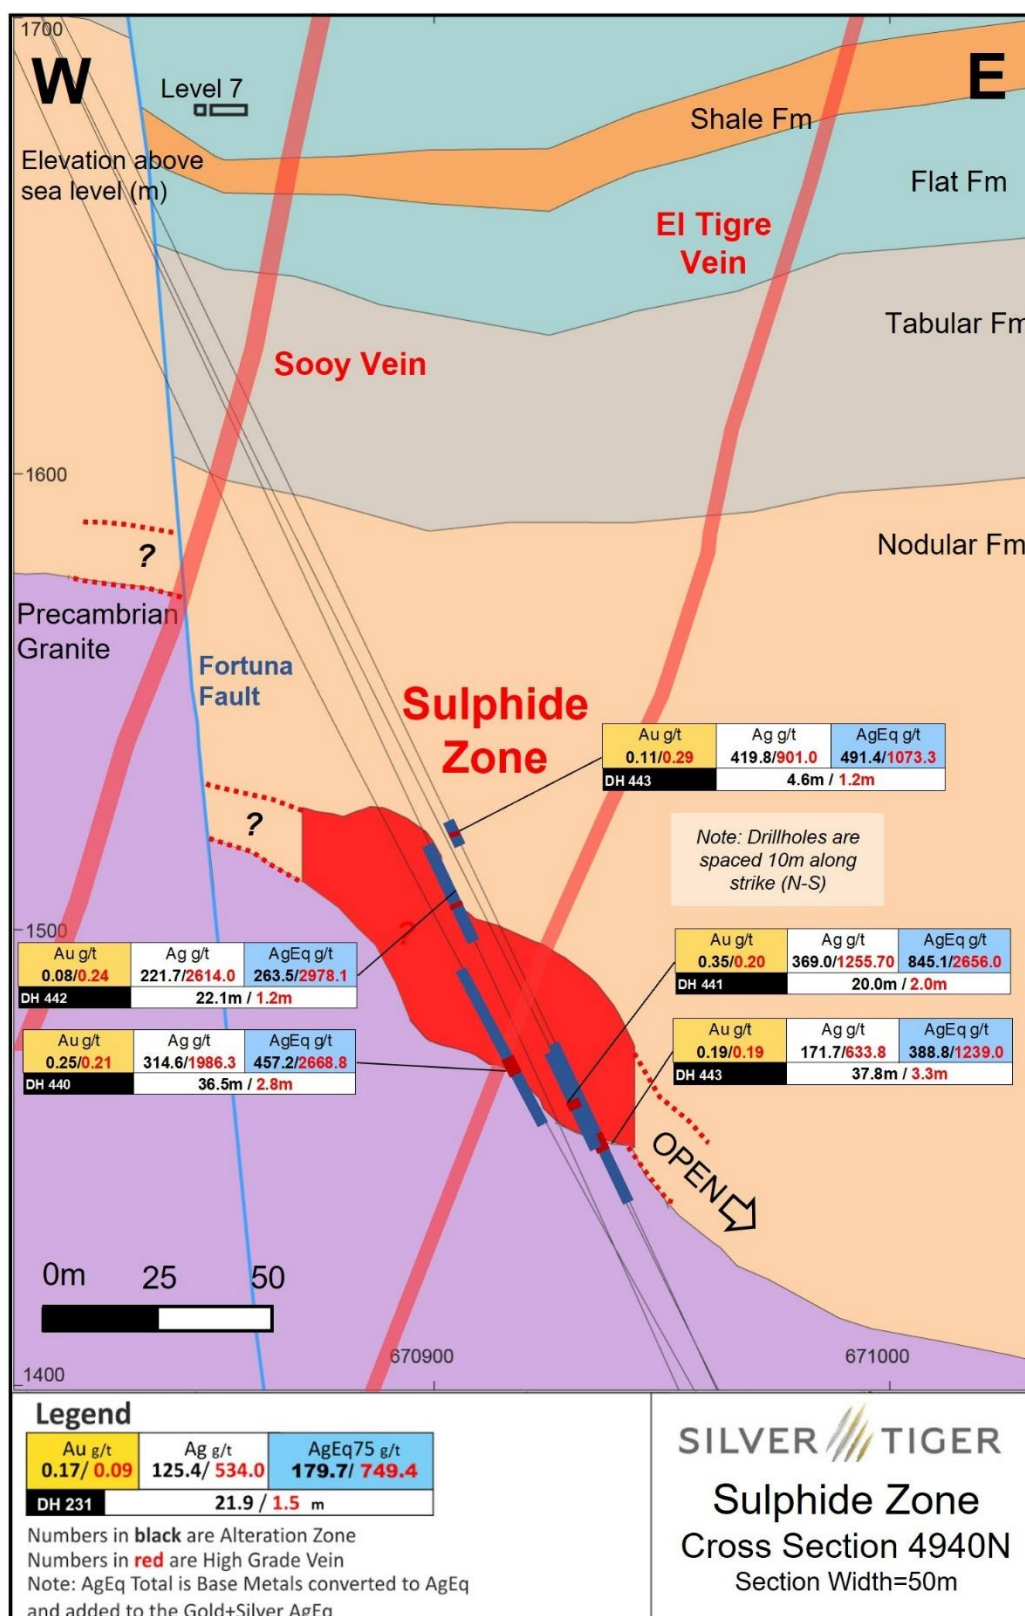 1700
W
E
Level 7
Shale Fm
Elevation above
sea level (m)
Flat Fm
El Tigre
Vein
Tabular Fm
Sooy Vein
1600
Nodular Fm
?
Precambrian
Granite
Fortuna
Fault
Sulphide
Zone
Au g/t Ag g/t AgEq g/t
0.11/0.29 419.8/901.0 491.4/1073.3
DH 443 4.6m / 1.2m
?
Note: Drillholes are
spaced 10m along
strike (N-S)
?
1500
Au g/t Ag g/t AgEq g/t
0.08/0.24 221.7/2614.0 263.5/2978.1
DH 442 22.1m / 1.2m
Au g/t Ag g/t AgEq g/t
0.35/0.20 369.0/1255.70 845.1/2656.0
DH 441 20.0m / 2.0m
Au g/t Ag g/t AgEq g/t
0.25/0.21 314.6/1986.3 457.2/2668.8
DH 440 36.5m / 2.8m
Au g/t Ag g/t AgEq g/t
0.19/0.19 171.7/633.8 388.8/1239.0
DH 443 37.8m / 3.3m
OPEN
0m 25 50
670900
671000
1400
Legend
Au g/t Ag g/t AgEq75 g/t
0.17/ 0.09 125.4/ 534.0 179.7/ 749.4
DH 231 21.9 / 1.5 m
Numbers in black are Alteration Zone
Numbers in red are High Grade Vein
Note: AgEq Total is Base Metals converted to AgEq
and added to the Gold+Silver AgEq
SILVER TIGER
Sulphide Zone
Cross Section 4940N
Section Width=50m